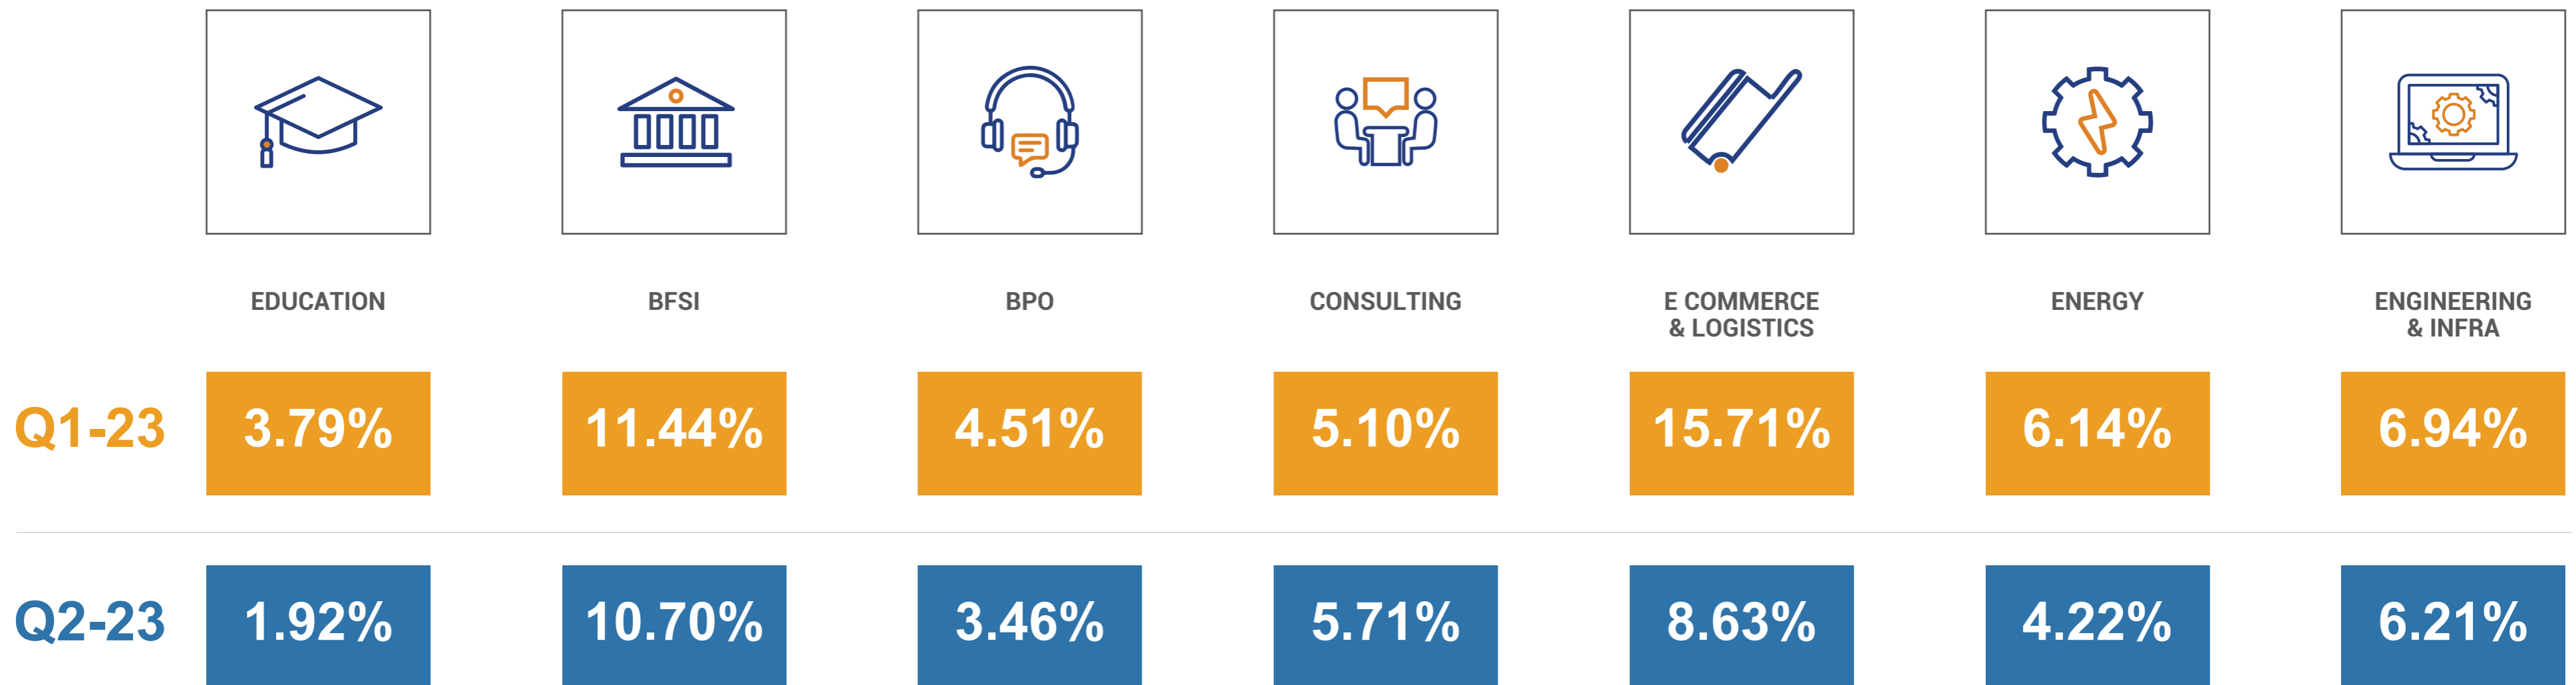 EDUCATION
BFSI
BPO
CONSULTING
E COMMERCE
& LOGISTICS
ENERGY
ENGINEERING
& INFRA
Q1-23 3.79% 11.44% 4.51% 5.10% 15.71% 6.14% 6.94%
Q2-23 1.92% 10.70% 3.46% 5.71% 8.63% 4.22% 6.21%